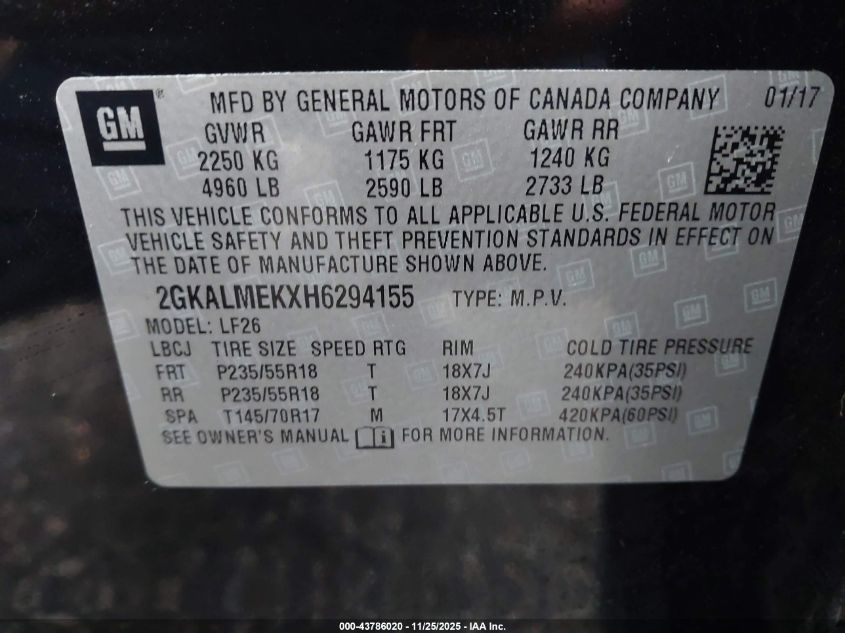 GM ® MFD BY GENERAL MOTORS OF CANADA COMPANY 01/17
GVWR GAWR FRT GAWR RR
2250 KG 1175 KG 1240 KG
4960 LB 2590 LB 2733 LB
THIS VEHICLE CONFORMS TO ALL APPLICABLE U.S. FEDERAL MOTOR
VEHICLE SAFETY AND THEFT PREVENTION STANDARDS IN EFFECT ON
THE DATE OF MANUFACTURE SHOWN ABOVE.
2GKALMEKXH6294155 TYPE: M.P.V.
MODEL: LF26
LBCJ TIRE SIZE SPEED RTG RIM COLD TIRE PRESSURE
FRT P235/55R18 T 18X7J 240KPA(35PSI)
RR P235/55R18 T 18X7J 240KPA(35PSI)
SPA T145/70R17 M 17X4.5T 420KPA(60PSI)
SEE OWNER'S MANUAL i FOR MORE INFORMATION.
000-43786020 - 11/25/2025 - IAA Inc.